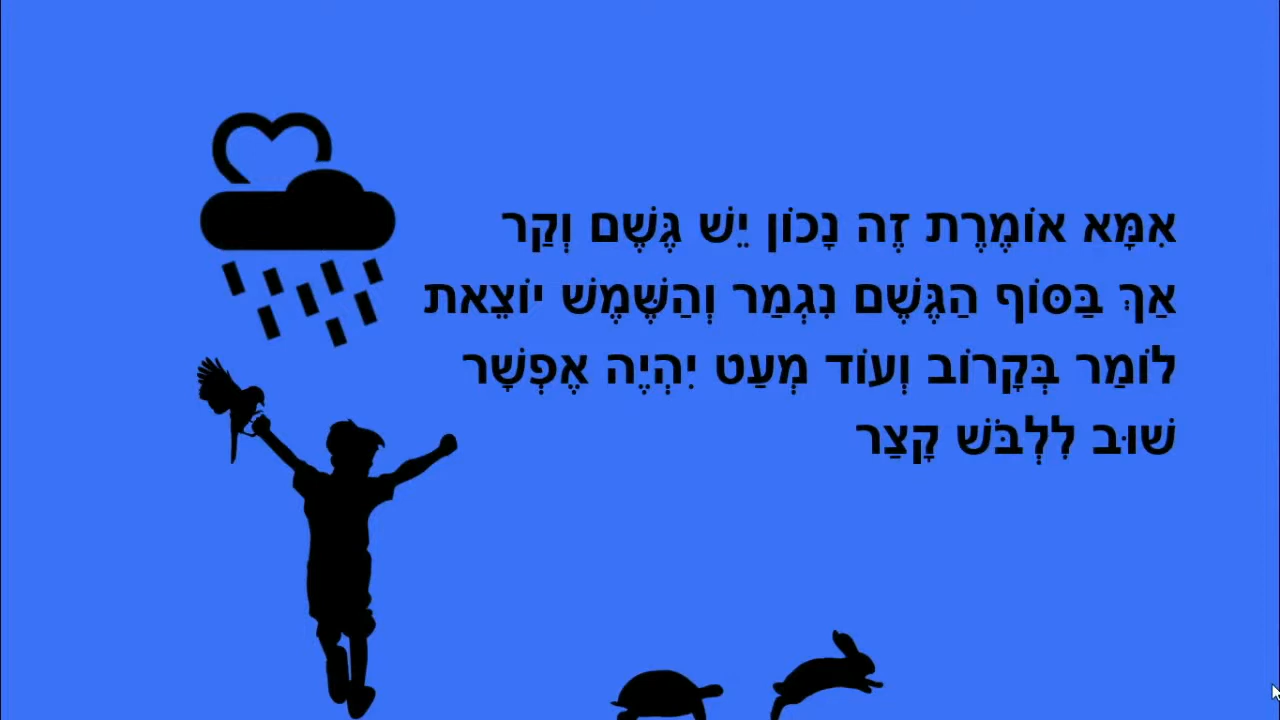 אִמָּא אוֹמֶרֶת זֶה נָכוֹן יֵשׁ גֶּשֶׁם וְקַר
אַךְ בַּסּוֹף הַגֶּשֶׁם נִגְמַר וְהַשֶּׁמֶשׁ יוֹצֵאת
לוֹמַר בְּקָרוֹב וְעוֹד מְעַט יִהְיֶה אֶפְשָׁר
שׁוּב לִלְבֹּשׁ קָצַר